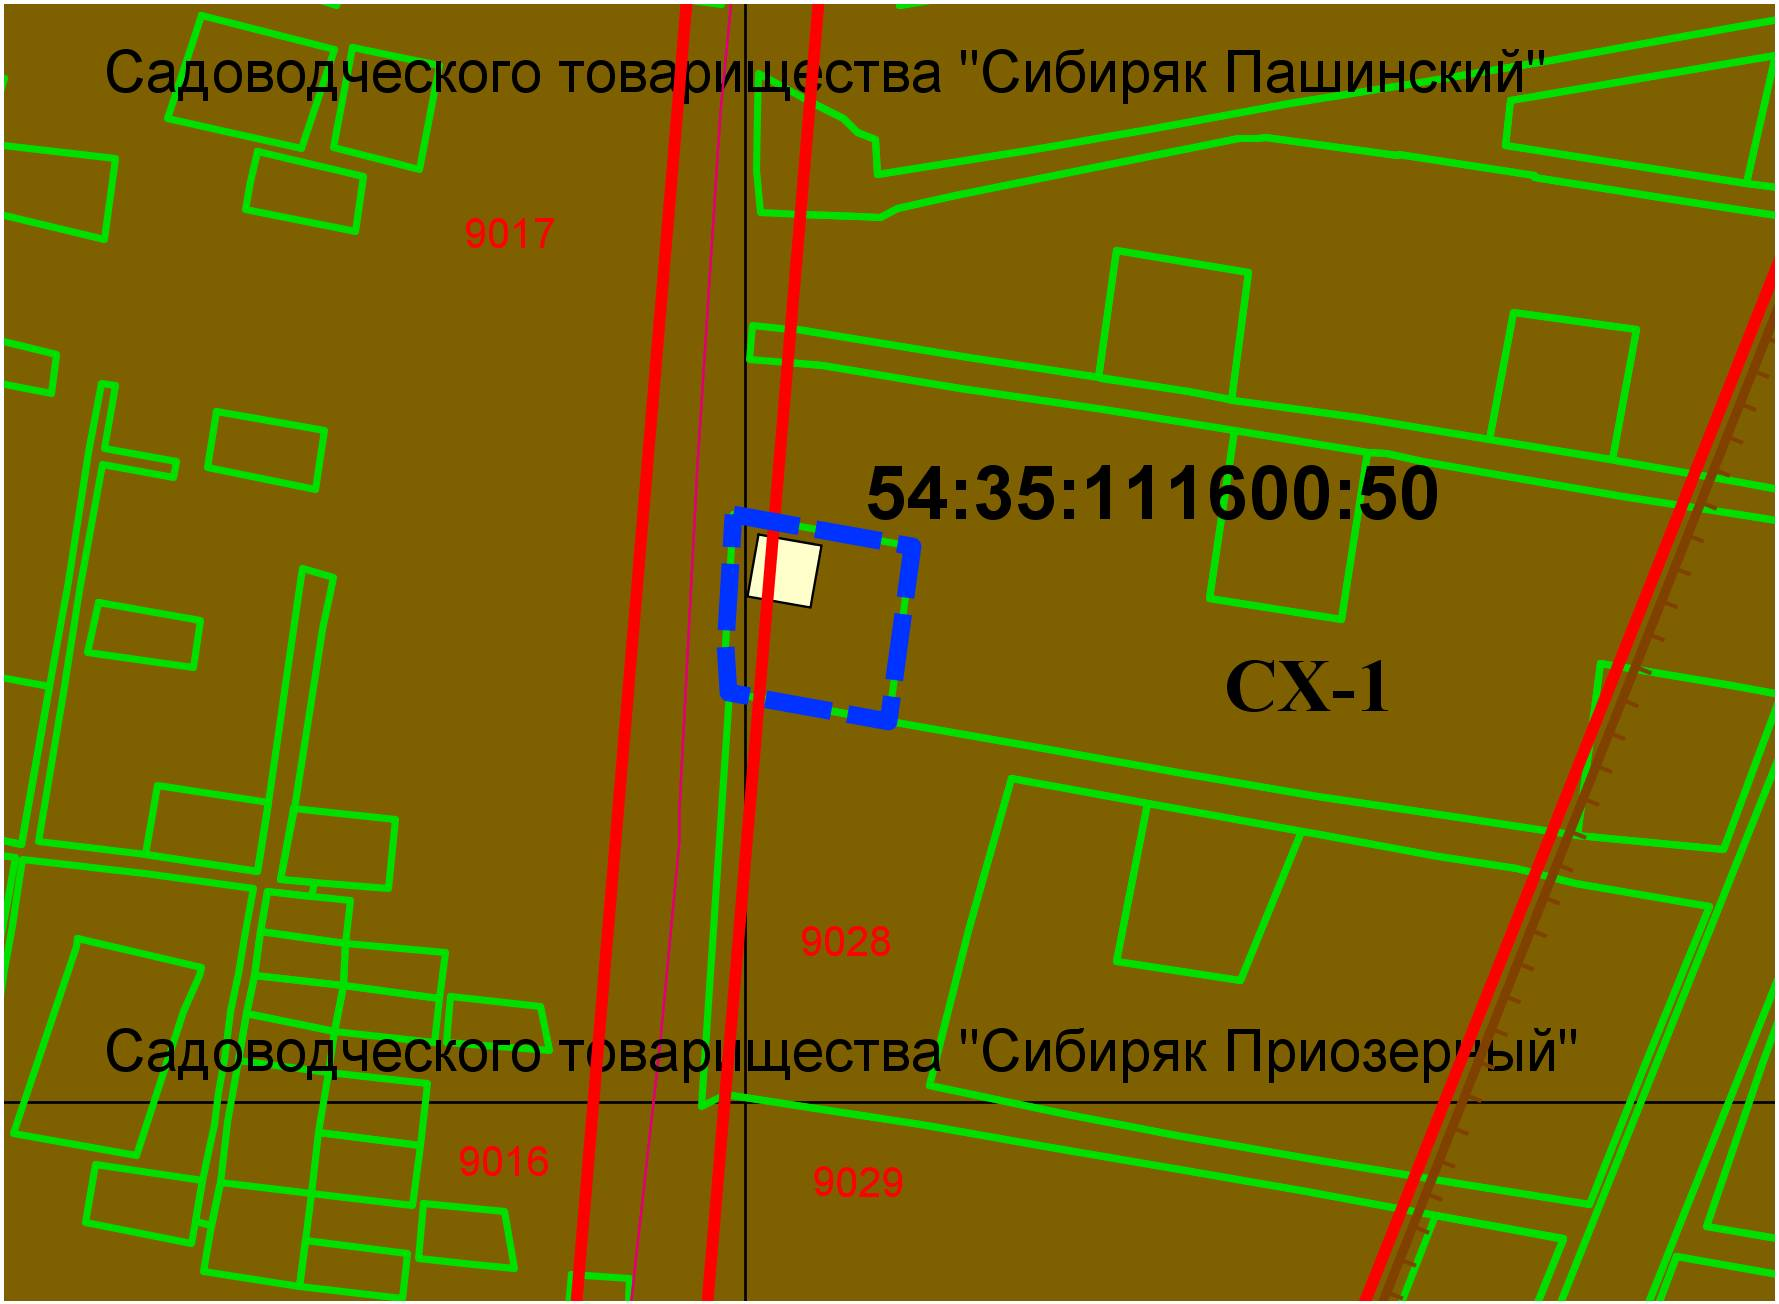 Садоводческого товарищества "Сибиряк Пашинский"
9017
54:35:111600:50
СХ-1
9028
Садоводческого товарищества "Сибиряк Приозерный"
9016
9029